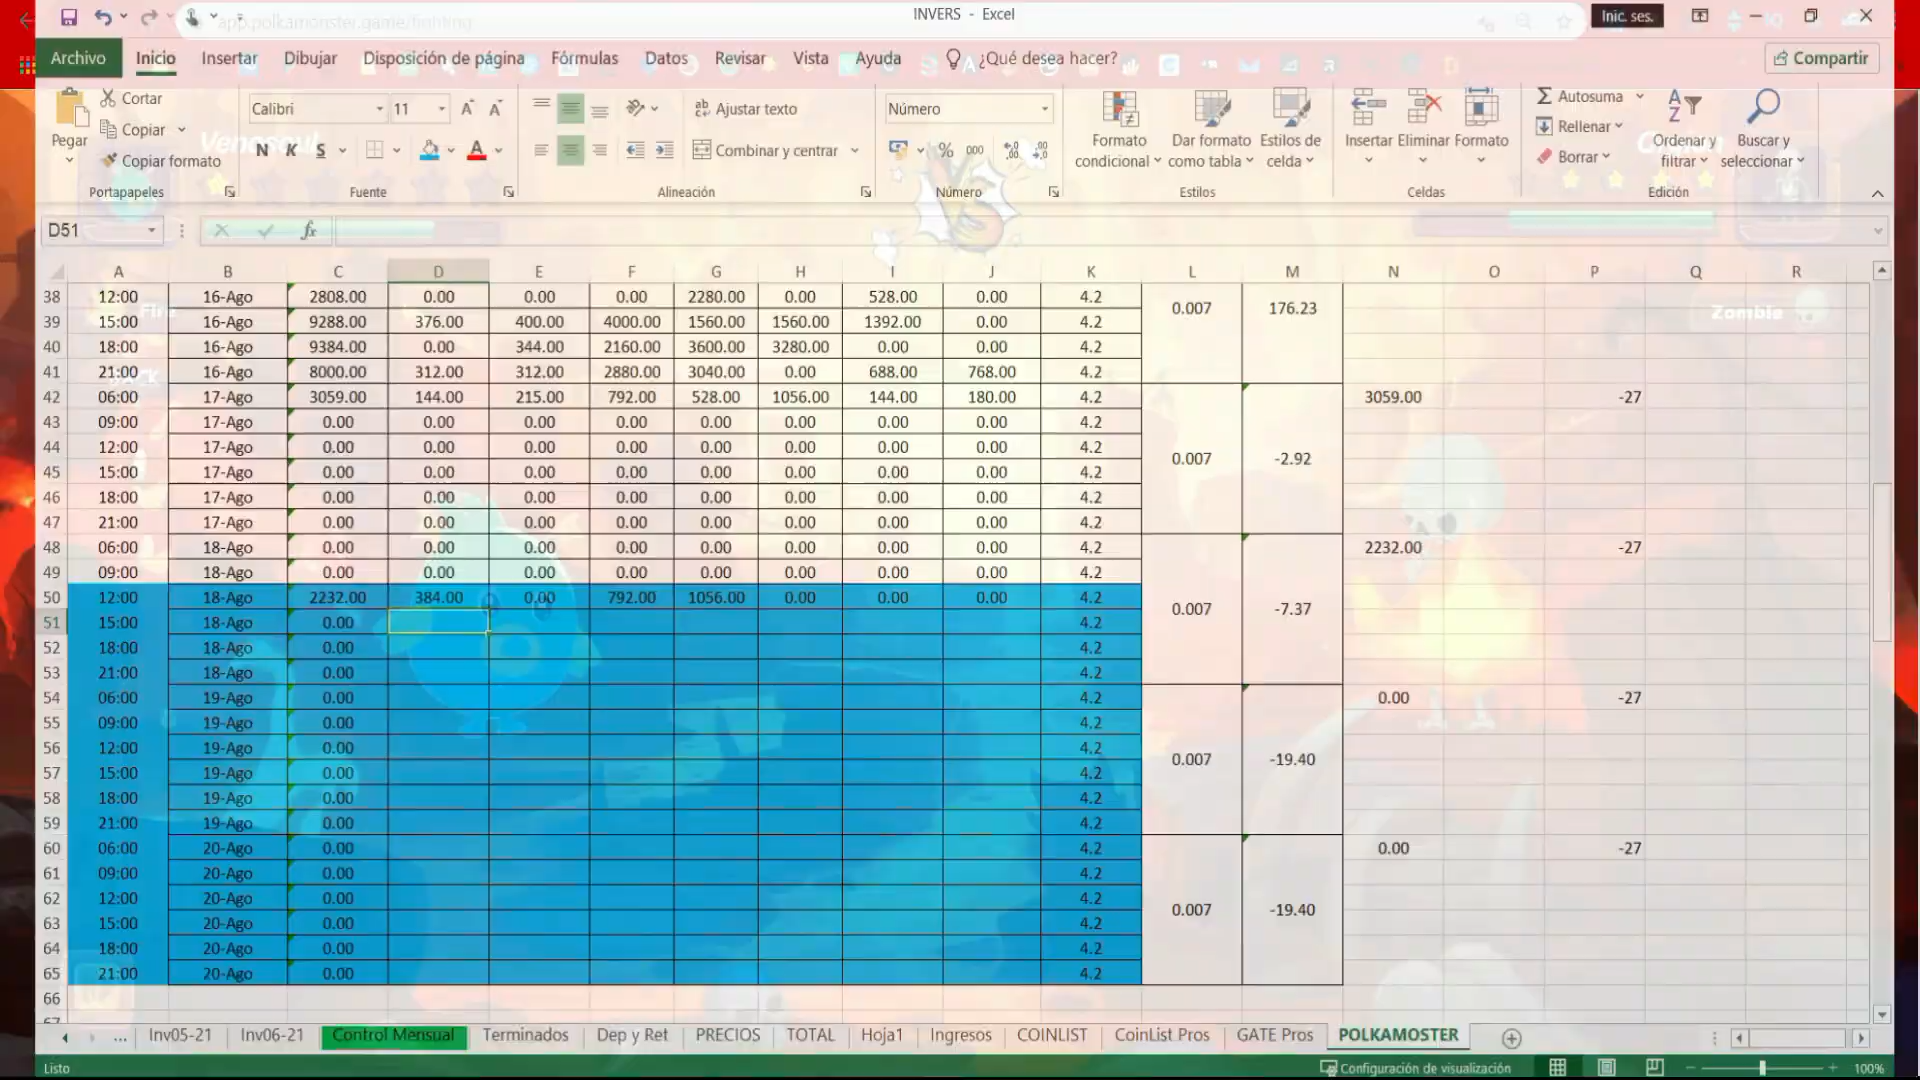 app.polkamonster.game/fighting
INVERS - Excel
Inic. ses.
Archivo Inicio Insertar Dibujar Disposición de página Fórmulas Datos Revisar Vista Ayuda ¿Qué desea hacer? Compartir
Pegar Cortar Copiar Copiar formato
Portapapeles
Calibri 11
N K S
Fuente
Ajustar texto
Combinar y centrar
Alineación
Número
% 000
Número
Formato condicional Dar formato como tabla Estilos de celda
Estilos
Insertar Eliminar Formato
Celdas
Autosuma
Rellenar
Borrar
Ordenar y filtrar Buscar y seleccionar
Edición
Venosaul
D51 fx
A B C D E F G H I J K L M N O P Q R
38 12:00 16-Ago 2808.00 0.00 0.00 0.00 2280.00 0.00 528.00 0.00 4.2 0.007 176.23
Fire
Zombie
39 15:00 16-Ago 9288.00 376.00 400.00 4000.00 1560.00 1560.00 1392.00 0.00 4.2
40 18:00 16-Ago 9384.00 0.00 344.00 2160.00 3600.00 3280.00 0.00 0.00 4.2
41 21:00 16-Ago 8000.00 312.00 312.00 2880.00 3040.00 0.00 688.00 768.00 4.2
42 06:00 17-Ago 3059.00 144.00 215.00 792.00 528.00 1056.00 144.00 180.00 4.2 3059.00 -27
43 09:00 17-Ago 0.00 0.00 0.00 0.00 0.00 0.00 0.00 0.00 4.2
44 12:00 17-Ago 0.00 0.00 0.00 0.00 0.00 0.00 0.00 0.00 4.2 0.007 -2.92
45 15:00 17-Ago 0.00 0.00 0.00 0.00 0.00 0.00 0.00 0.00 4.2
46 18:00 17-Ago 0.00 0.00 0.00 0.00 0.00 0.00 0.00 0.00 4.2
47 21:00 17-Ago 0.00 0.00 0.00 0.00 0.00 0.00 0.00 0.00 4.2
48 06:00 18-Ago 0.00 0.00 0.00 0.00 0.00 0.00 0.00 0.00 4.2 2232.00 -27
49 09:00 18-Ago 0.00 0.00 0.00 0.00 0.00 0.00 0.00 0.00 4.2
50 12:00 18-Ago 2232.00 384.00 0.00 792.00 1056.00 0.00 0.00 0.00 4.2 0.007 -7.37
51 15:00 18-Ago 0.00 4.2
52 18:00 18-Ago 0.00 4.2
53 21:00 18-Ago 0.00 4.2
54 06:00 19-Ago 0.00 4.2 0.00 -27
55 09:00 19-Ago 0.00 4.2
56 12:00 19-Ago 0.00 4.2 0.007 -19.40
57 15:00 19-Ago 0.00 4.2
58 18:00 19-Ago 0.00 4.2
59 21:00 19-Ago 0.00 4.2
60 06:00 20-Ago 0.00 4.2 0.00 -27
61 09:00 20-Ago 0.00 4.2
62 12:00 20-Ago 0.00 4.2 0.007 -19.40
63 15:00 20-Ago 0.00 4.2
64 18:00 20-Ago 0.00 4.2
65 21:00 20-Ago 0.00 4.2
66
67
... Inv05-21 Inv06-21 Control Mensual Terminados Dep y Ret PRECIOS TOTAL Hoja1 Ingresos COINLIST CoinList Pros GATE Pros POLKAMOSTER
Listo Configuración de visualización 100%